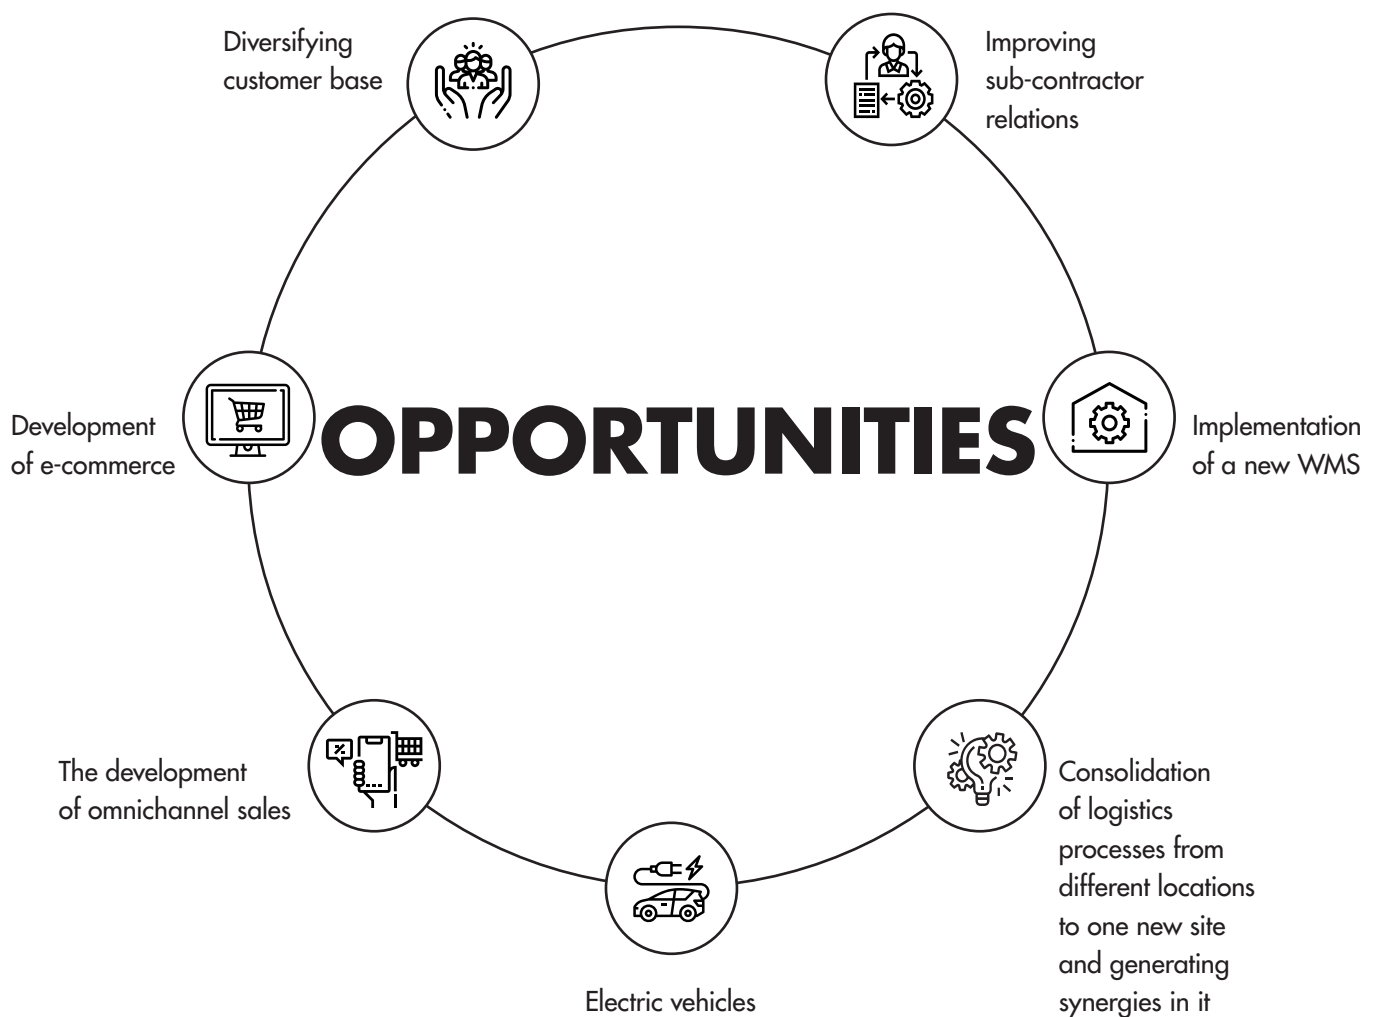 Diversifying
customer base
Improving
sub-contractor
relations
Development
of e-commerce
OPPORTUNITIES
Implementation
of a new WMS
The development
of omnichannel sales
Consolidation
of logistics
processes from
different locations
to one new site
and generating
synergies in it
Electric vehicles